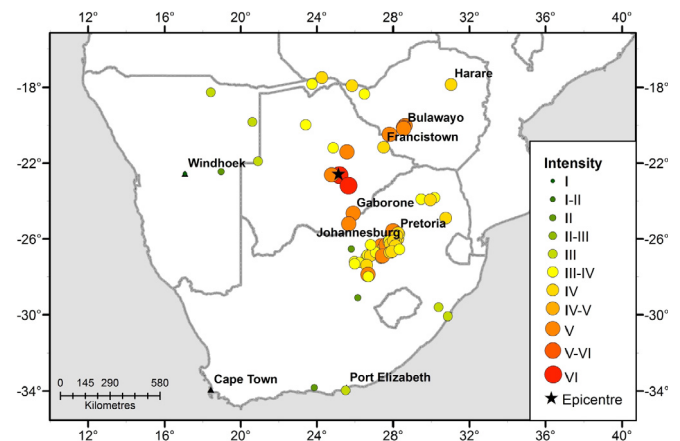 12° 16° 20° 24° 28° 32° 36° 40°
-18° -18°
Harare
Bulawayo
Francistown
-22° -22°
Windhoek
Intensity
I
I-II
II
II-III
III
III-IV
IV
IV-V
V
V-VI
VI
Epicentre
Gaborone
Pretoria
Johannesburg
-26° -26°
-30° -30°
Cape Town
Port Elizabeth
-34° -34°
0 145 290 580
Kilometres
12° 16° 20° 24° 28° 32° 36° 40°